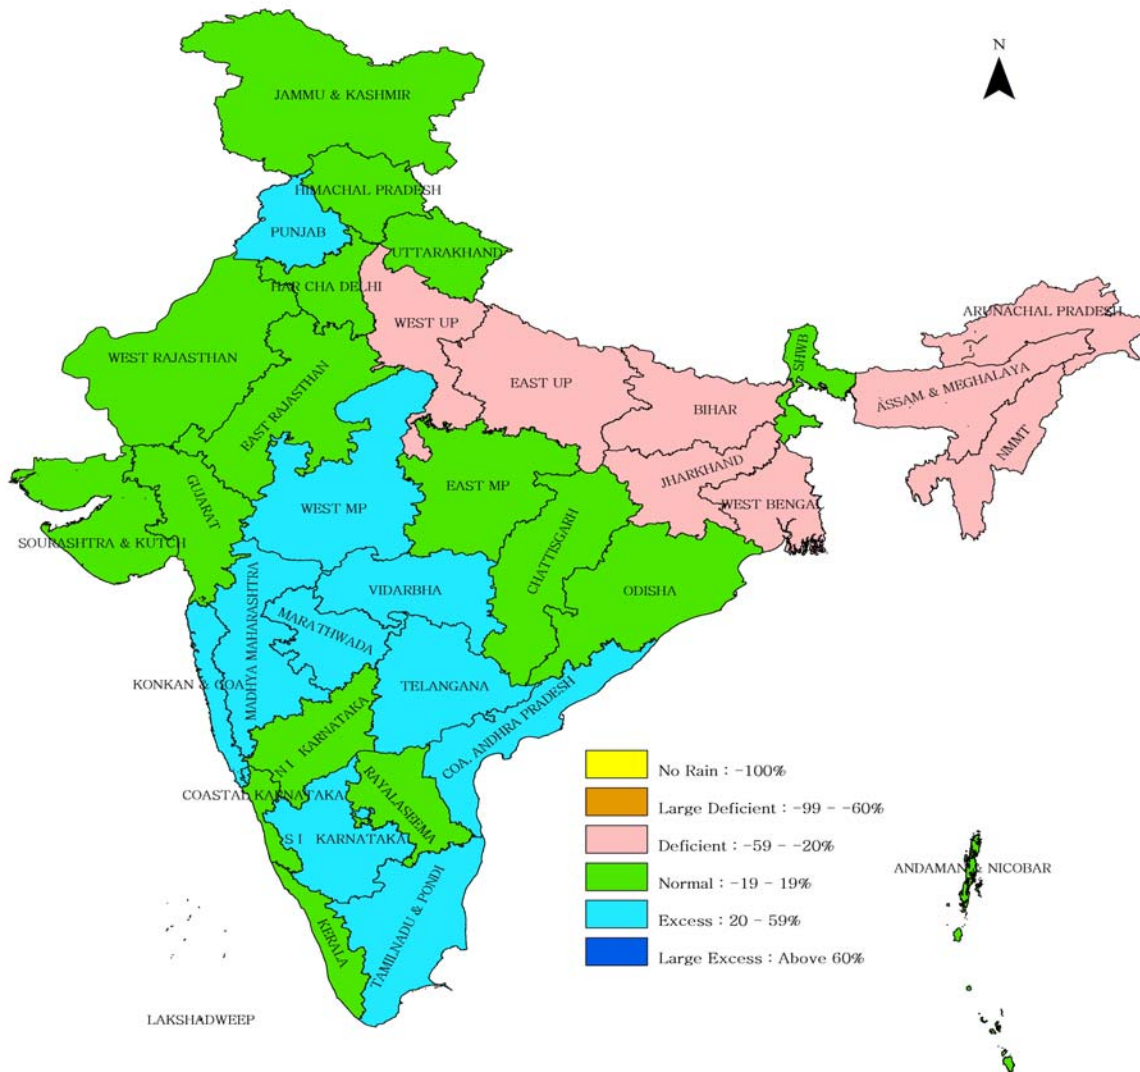 N
JAMMU & KASHMIR
HIMACHAL PRADESH
PUNJAB
UTTARAKHAND
HAR CHA DELHI
ARUNACHAL PRADESH
WEST UP
WEST RAJASTHAN
SHWB
ASSAM & MEGHALAYA
EAST RAJASTHAN
EAST UP
BIHAR
NMMT
JHARKHAND
GUJARAT
EAST MP
WEST MP
WEST BENGAL
SOURASHTRA & KUTCH
CHATTISGARH
VIDARBHA
ODISHA
MADHYA MAHARASHTRA
MARATHWADA
KONKAN & GOA
TELANGANA
COA. ANDHRA PRADESH
N I KARNATAKA
RAYALASEEMA
COASTAL KARNATAKA
S I KARNATAKA
No Rain : -100%
Large Deficient : -99 - -60%
Deficient : -59 - -20%
Normal : -19 - 19%
Excess : 20 - 59%
Large Excess : Above 60%
ANDAMAN & NICOBAR
KERALA
TAMILNADU & PONDI
LAKSHADWEEP